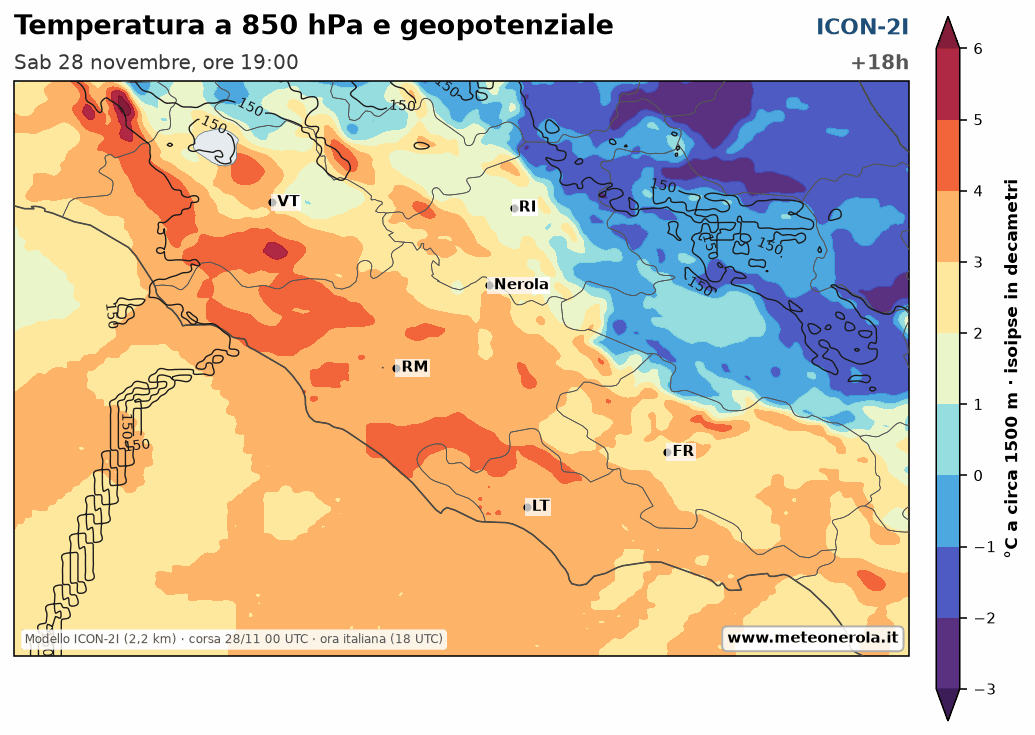 Temperatura a 850 hPa e geopotenziale
ICON-2I
Sab 28 novembre, ore 19:00
+18h
150
150
150
150
VT
RI
150
150
150
150
Nerola
150
RM
150
50
FR
LT
Modello ICON-2I (2,2 km) · corsa 28/11 00 UTC · ora italiana (18 UTC)
www.meteonerola.it
6
5
4
3
2
1
0
−1
−2
−3
°C a circa 1500 m · isoipse in decametri